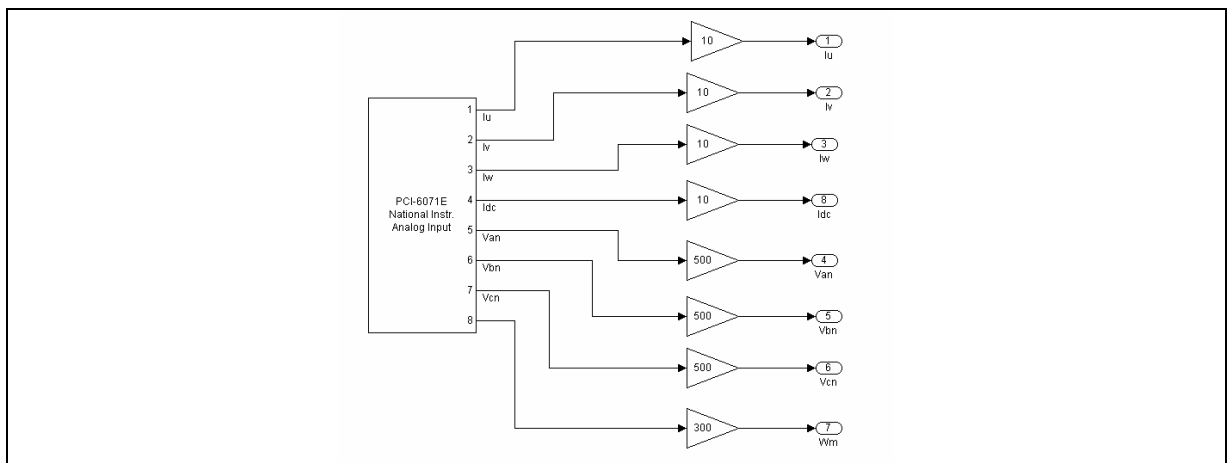 10
1
Iu
10
2
Iv
10
3
Iw
10
8
Idc
500
4
Van
500
5
Vbn
500
6
Vcn
300
7
Wm
PCI-6071E
National Instr.
Analog Input
1
Iu
2
Iv
3
Iw
4
Idc
5
Van
6
Vbn
7
Vcn
8